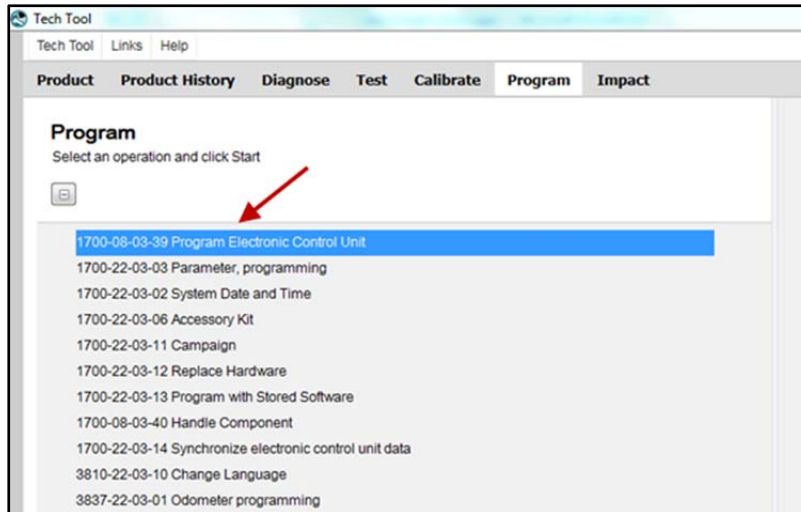 Tech Tool
Tech Tool Links Help
Product Product History Diagnose Test Calibrate Program Impact
Program
Select an operation and click Start
1700-08-03-39 Program Electronic Control Unit
1700-22-03-03 Parameter, programming
1700-22-03-02 System Date and Time
1700-22-03-06 Accessory Kit
1700-22-03-11 Campaign
1700-22-03-12 Replace Hardware
1700-22-03-13 Program with Stored Software
1700-08-03-40 Handle Component
1700-22-03-14 Synchronize electronic control unit data
3810-22-03-10 Change Language
3837-22-03-01 Odometer programming